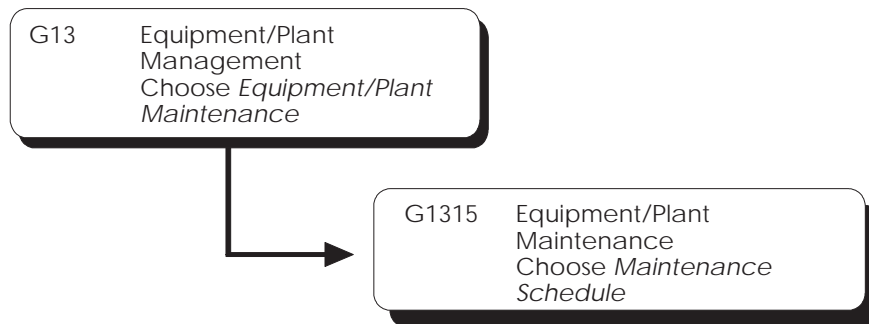 G13 Equipment/Plant
Management
Choose Equipment/Plant
Maintenance
G1315 Equipment/Plant
Maintenance
Choose Maintenance
Schedule